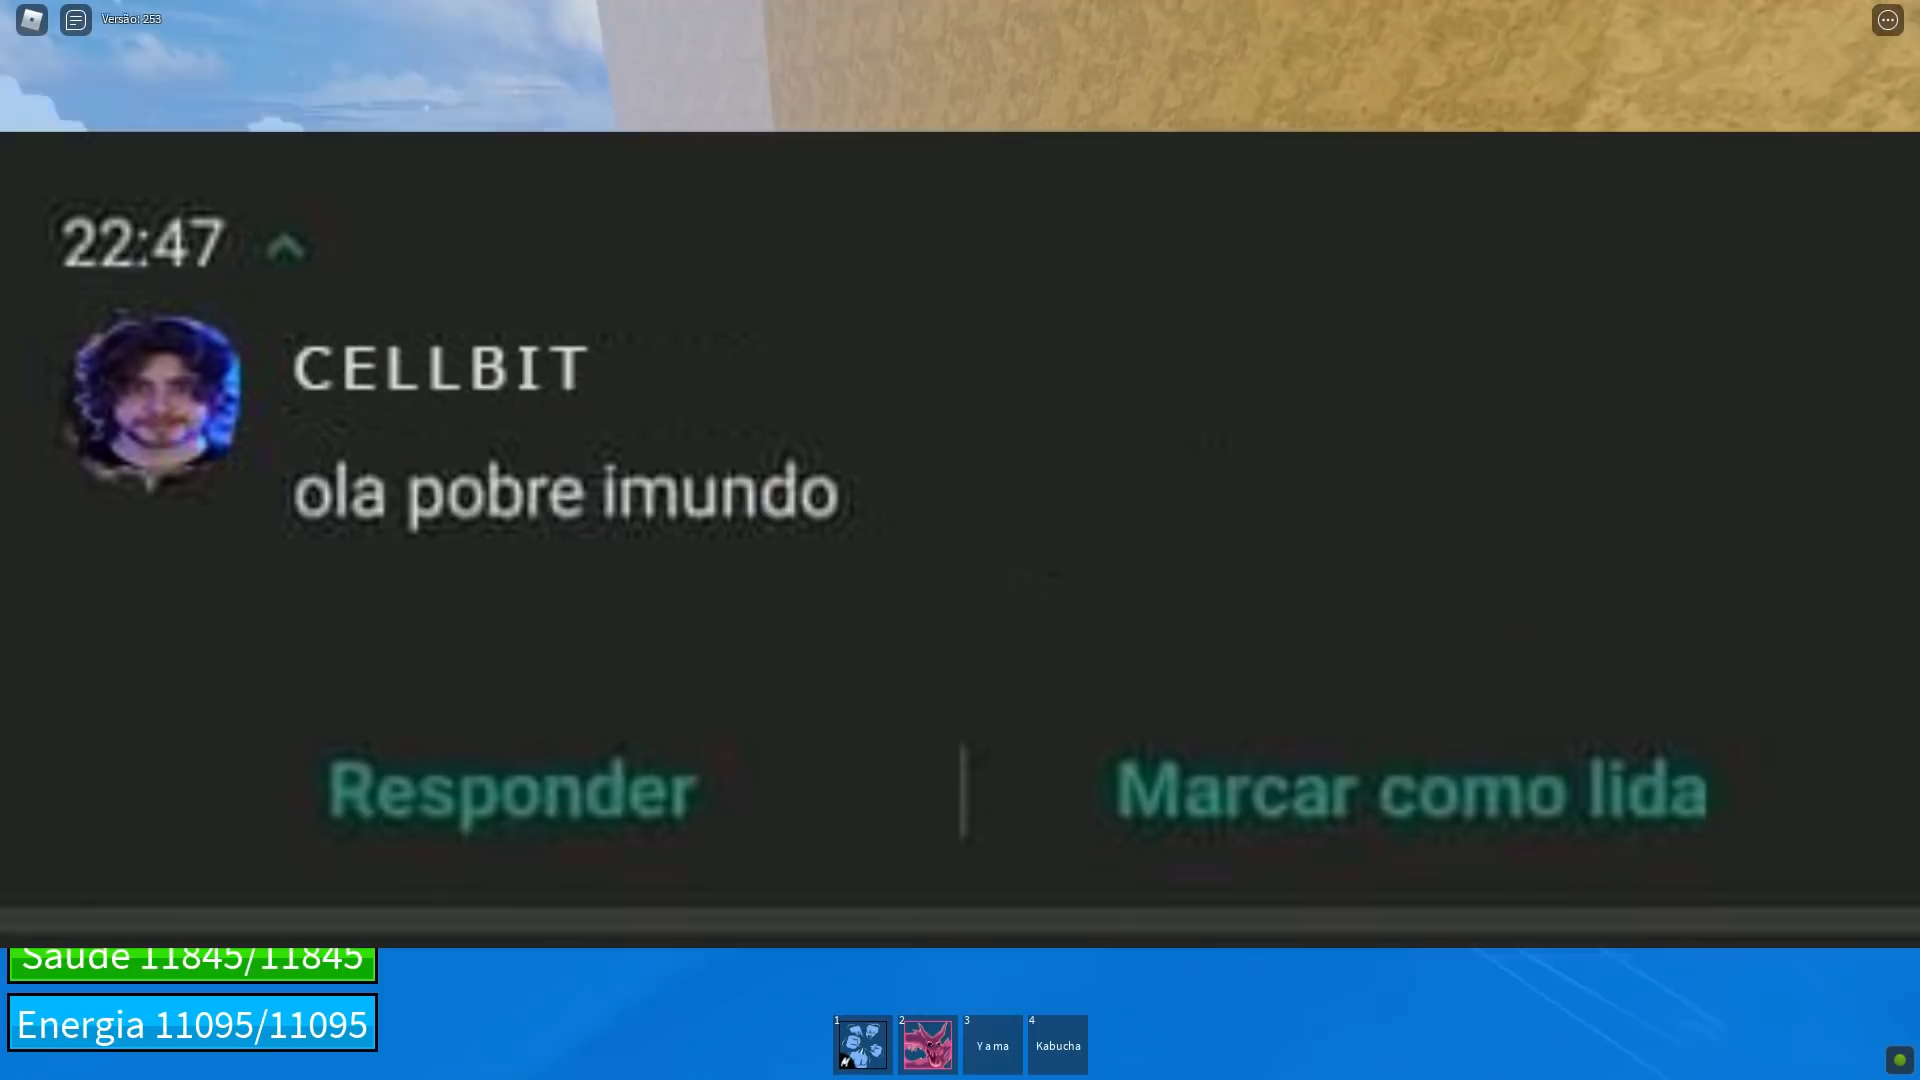 Versão: 253
22:47
CELLBIT
ola pobre imundo
Responder
Marcar como lida
Saúde 11845/11845
Energia 11095/11095
1
2
3
4
Yama
Kabucha